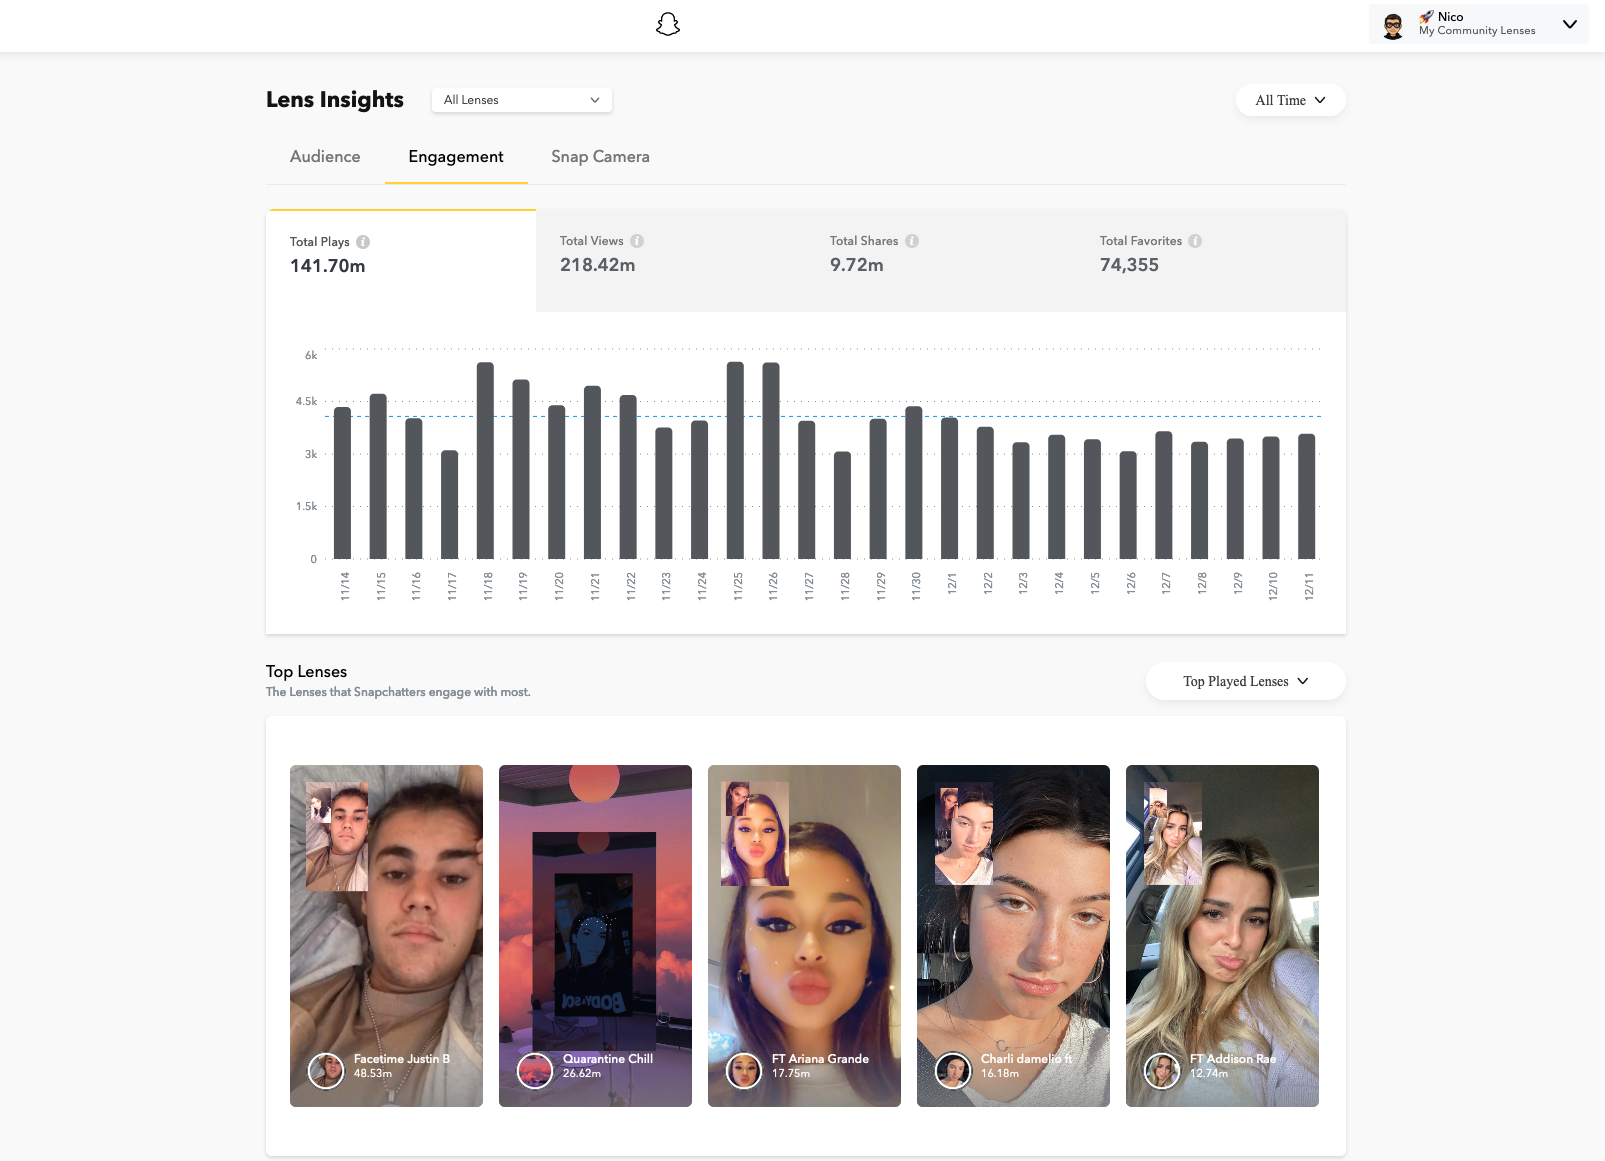 🚀 Nico
My Community Lenses
Lens Insights
All Lenses
All Time
Audience
Engagement
Snap Camera
Total Plays
141.70m
Total Views
218.42m
Total Shares
9.72m
Total Favorites
74,355
6k
4.5k
3k
1.5k
0
11/14
11/15
11/16
11/17
11/18
11/19
11/20
11/21
11/22
11/23
11/24
11/25
11/26
11/27
11/28
11/29
11/30
12/1
12/2
12/3
12/4
12/5
12/6
12/7
12/8
12/9
12/10
12/11
Top Lenses
The Lenses that Snapchatters engage with most.
Top Played Lenses
BODY & SOUL
Facetime Justin B
48.53m
Quarantine Chill
26.62m
FT Ariana Grande
17.75m
Charli damelio ft
16.18m
FT Addison Rae
12.74m